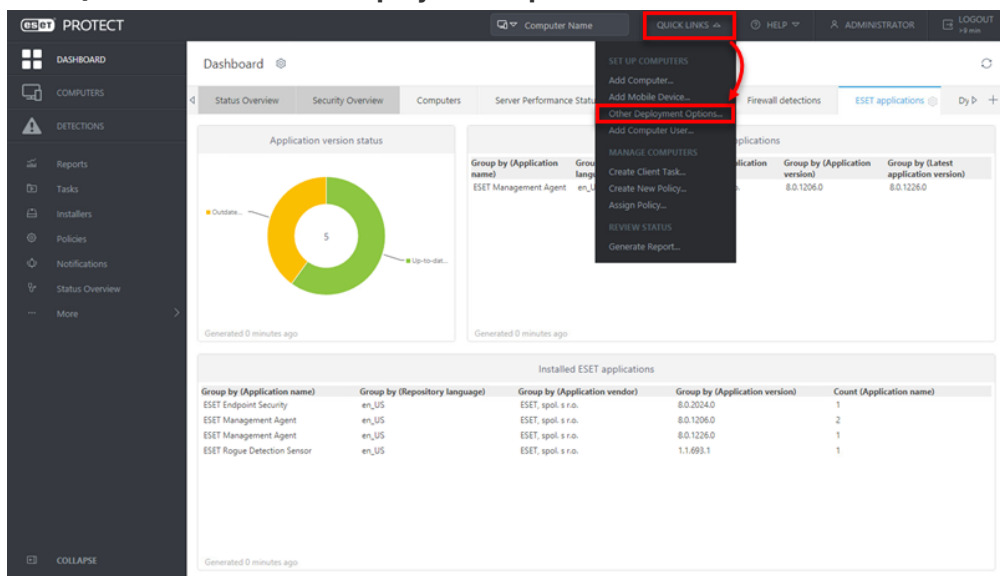 eset PROTECT
Computer Name
QUICK LINKS
HELP
ADMINISTRATOR
LOGOUT
>9 min
DASHBOARD
COMPUTERS
DETECTIONS
Reports
Tasks
Installers
Policies
Notifications
Status Overview
More
COLLAPSE
Dashboard
Status Overview
Security Overview
Computers
Server Performance Statu
Firewall detections
ESET applications
Dy
SET UP COMPUTERS
Add Computer...
Add Mobile Device...
Other Deployment Options...
Add Computer User...
MANAGE COMPUTERS
Create Client Task...
Create New Policy...
Assign Policy...
REVIEW STATUS
Generate Report...
Application version status
Outdate...
5
Up-to-dat...
Generated 0 minutes ago
plications
Group by (Application name) Grou langu lication Group by (Application version) Group by (Latest application version)
ESET Management Agent en_U 8.0.1206.0 8.0.1226.0
Generated 0 minutes ago
Installed ESET applications
Group by (Application name) Group by (Repository language) Group by (Application vendor) Group by (Application version) Count (Application name)
ESET Endpoint Security en_US ESET, spol. s r.o. 8.0.2024.0 1
ESET Management Agent en_US ESET, spol. s r.o. 8.0.1206.0 2
ESET Management Agent en_US ESET, spol. s r.o. 8.0.1226.0 1
ESET Rogue Detection Sensor en_US ESET, spol. s r.o. 1.1.693.1 1
Generated 0 minutes ago